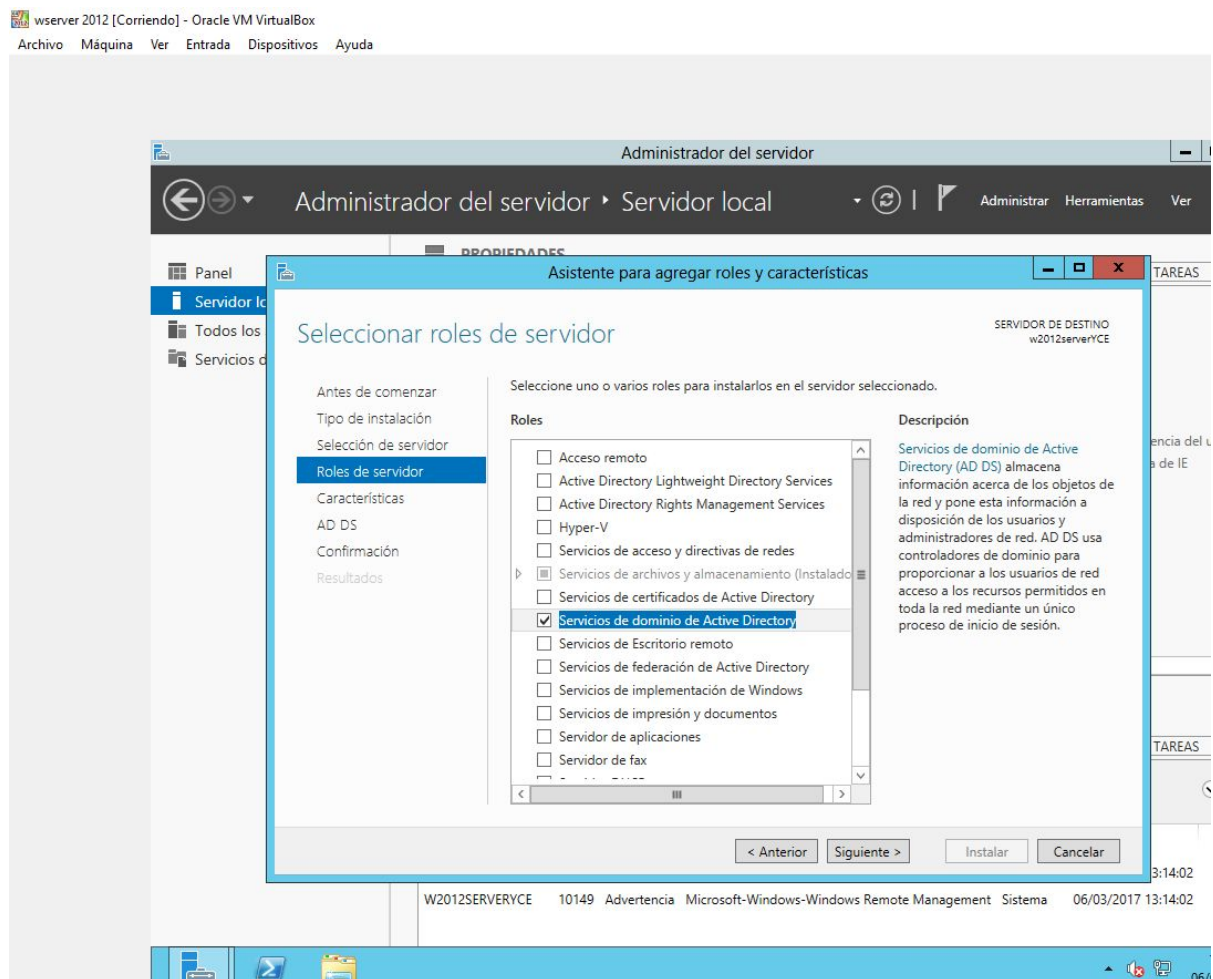 wserver 2012 [Corriendo] - Oracle VM VirtualBox
Archivo Máquina Ver Entrada Dispositivos Ayuda
Administrador del servidor
Administrador del servidor ‣ Servidor local
Administrar Herramientas Ver
PROPIEDADES
Panel
Servidor lo
Todos los
Servicios d
TAREAS
Asistente para agregar roles y características
Seleccionar roles de servidor
SERVIDOR DE DESTINO
w2012serverYCE
Antes de comenzar
Tipo de instalación
Selección de servidor
Roles de servidor
Características
AD DS
Confirmación
Resultados
Seleccione uno o varios roles para instalarlos en el servidor seleccionado.
Roles
Acceso remoto
Active Directory Lightweight Directory Services
Active Directory Rights Management Services
Hyper-V
Servicios de acceso y directivas de redes
Servicios de archivos y almacenamiento (Instalado
Servicios de certificados de Active Directory
Servicios de dominio de Active Directory
Servicios de Escritorio remoto
Servicios de federación de Active Directory
Servicios de implementación de Windows
Servicios de impresión y documentos
Servidor de aplicaciones
Servidor de fax
Descripción
Servicios de dominio de Active
Directory (AD DS) almacena
información acerca de los objetos de
la red y pone esta información a
disposición de los usuarios y
administradores de red. AD DS usa
controladores de dominio para
proporcionar a los usuarios de red
acceso a los recursos permitidos en
toda la red mediante un único
proceso de inicio de sesión.
encia del u
a de IE
TAREAS
< Anterior Siguiente > Instalar Cancelar
3:14:02
W2012SERVERYCE 10149 Advertencia Microsoft-Windows-Windows Remote Management Sistema 06/03/2017 13:14:02